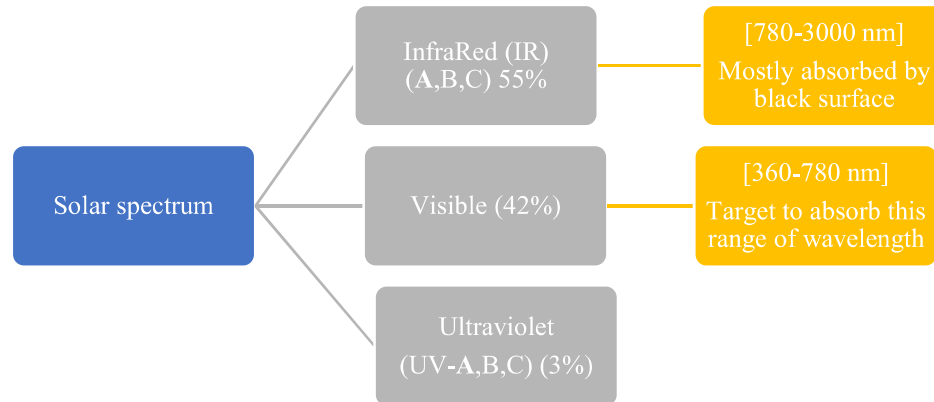 Solar spectrum
InfraRed (IR)
(A,B,C) 55%
[780-3000 nm]
Mostly absorbed by
black surface
Visible (42%)
[360-780 nm]
Target to absorb this
range of wavelength
Ultraviolet
(UV-A,B,C) (3%)